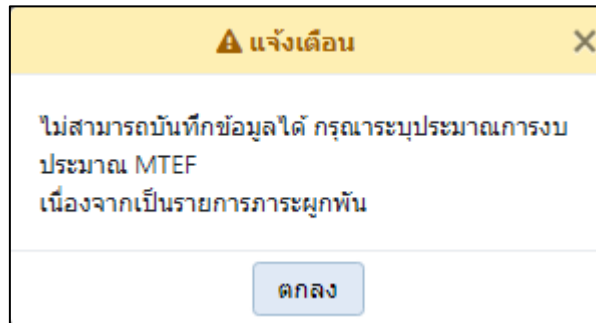 แจ้งเตือน
ไม่สามารถบันทึกข้อมูลได้ กรุณาระบุประมาณการงบ
ประมาณ MTEF
เนื่องจากเป็นรายการภาระผูกพัน
ตกลง